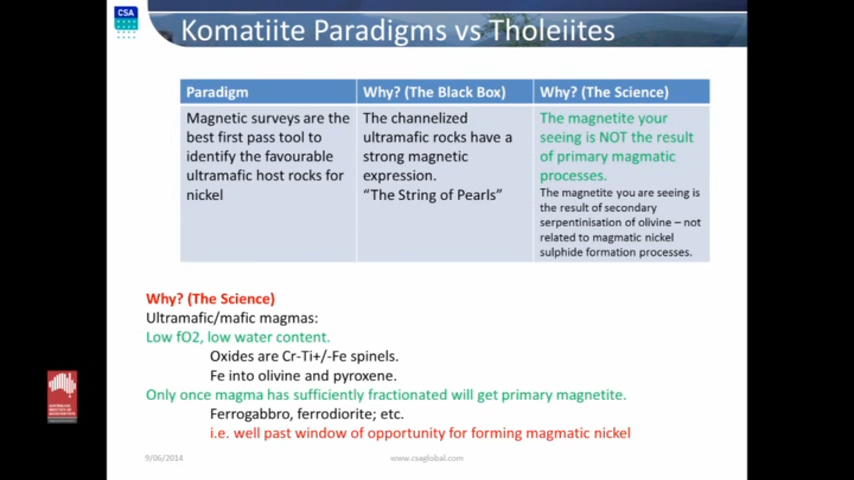 CSA
Komatiite Paradigms vs Tholeiites
Paradigm
Why? (The Black Box)
Why? (The Science)
Magnetic surveys are the
best first pass tool to
identify the favourable
ultramafic host rocks for
nickel
The channelized
ultramafic rocks have a
strong magnetic
expression.
“The String of Pearls”
The magnetite your
seeing is NOT the result
of primary magmatic
processes.
The magnetite you are seeing is
the result of secondary
serpentinisation of olivine – not
related to magmatic nickel
sulphide formation processes.
Why? (The Science)
Ultramafic/mafic magmas:
Low fO2, low water content.
Oxides are Cr-Ti+/-Fe spinels.
Fe into olivine and pyroxene.
Only once magma has sufficiently fractionated will get primary magnetite.
Ferrogabbro, ferrodiorite; etc.
i.e. well past window of opportunity for forming magmatic nickel
9/06/2014
www.csaglobal.com